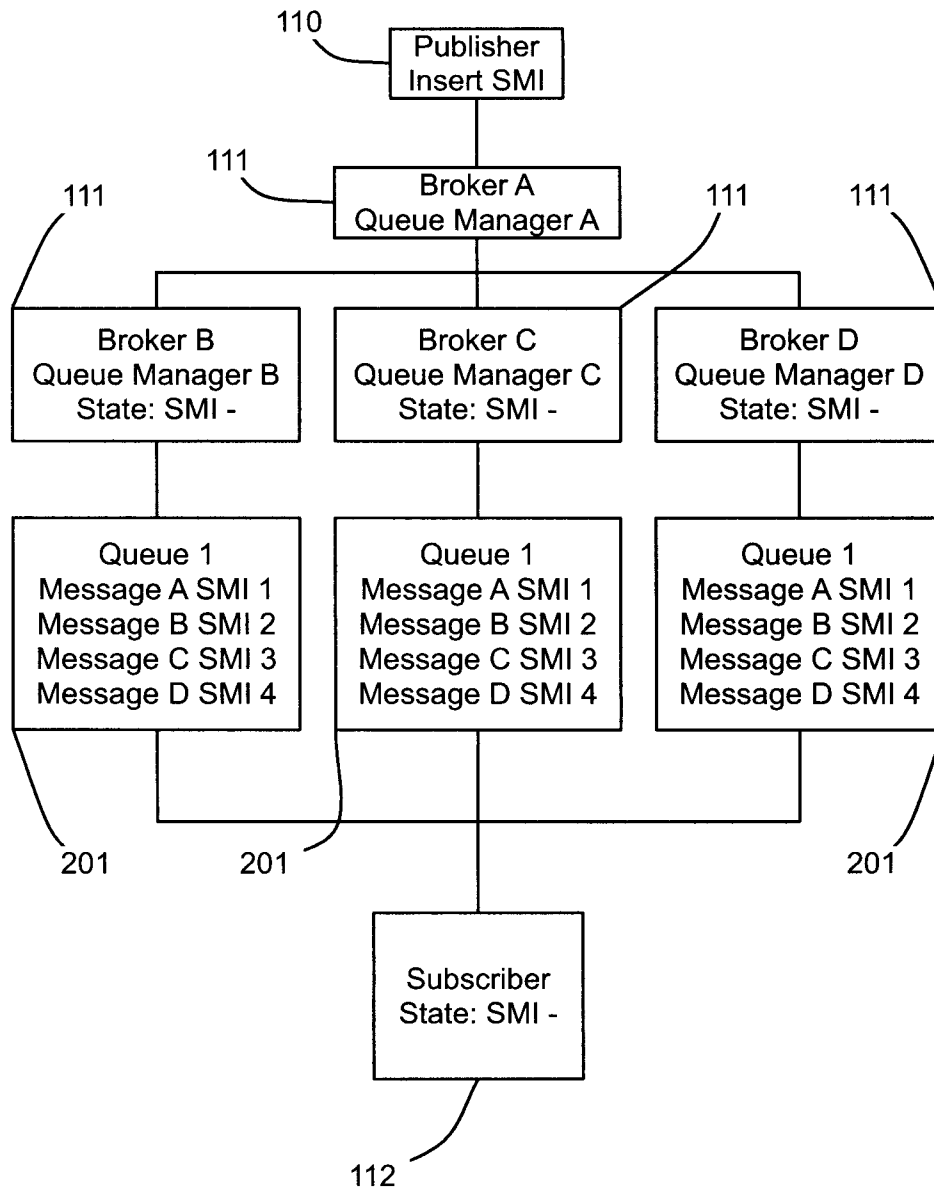 110
Publisher
Insert SMI
111
Broker A
Queue Manager A
111
111
111
Broker B
Queue Manager B
State: SMI -
Broker C
Queue Manager C
State: SMI -
Broker D
Queue Manager D
State: SMI -
Queue 1
Message A SMI 1
Message B SMI 2
Message C SMI 3
Message D SMI 4
Queue 1
Message A SMI 1
Message B SMI 2
Message C SMI 3
Message D SMI 4
Queue 1
Message A SMI 1
Message B SMI 2
Message C SMI 3
Message D SMI 4
201
201
201
Subscriber
State: SMI -
112